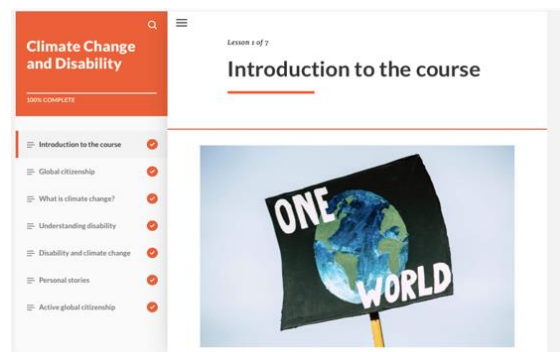 Climate Change
and Disability
100% COMPLETE
Introduction to the course
Global citizenship
What is climate change?
Understanding disability
Disability and climate change
Personal stories
Active global citizenship
Lesson 1 of 7
Introduction to the course
ONE
WORLD